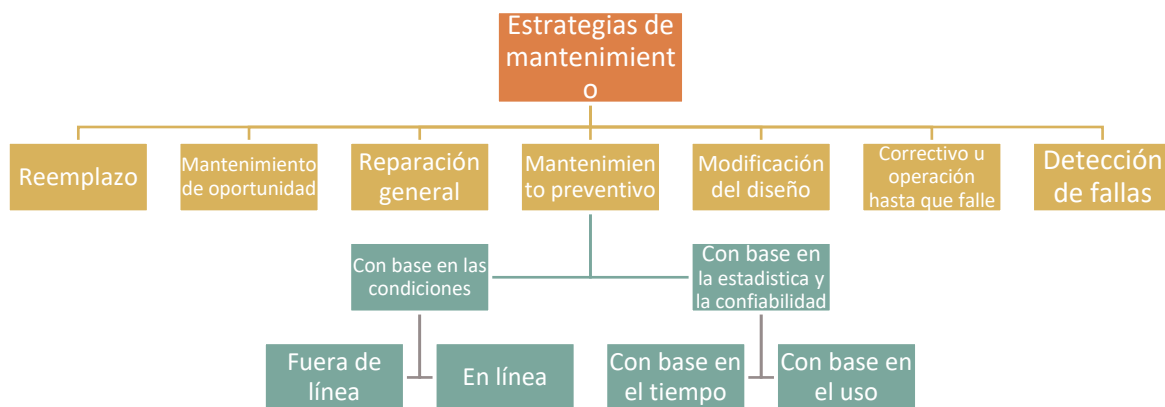 Estrategias de
mantenimient
o
Reemplazo
Mantenimiento
de oportunidad
Reparación
general
Mantenimien
to preventivo
Modificación
del diseño
Correctivo u
operación
hasta que falle
Detección
de fallas
Con base en las
condiciones
Con base en
la estadistica y
la confiabilidad
Fuera de
línea
En línea
Con base en
el tiempo
Con base en
el uso